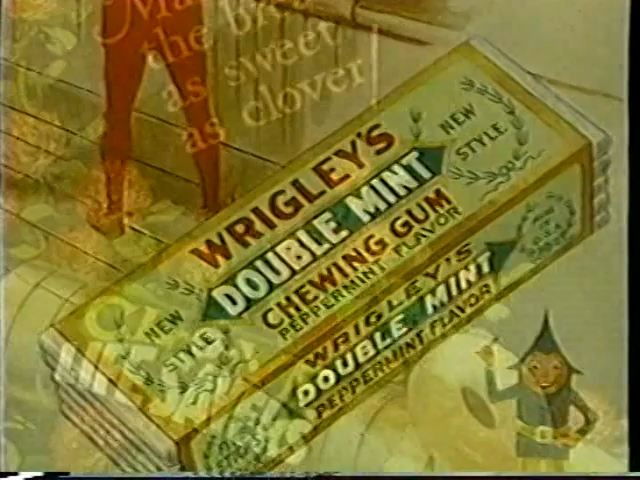 the
as sweet
as clover
NEW
STYLE
WRIGLEY'S
DOUBLE MINT
CHEWING GUM
PEPPERMINT FLAVOR
NEW
STYLE
WRIGLEY'S
DOUBLE MINT
PEPPERMINT FLAVOR